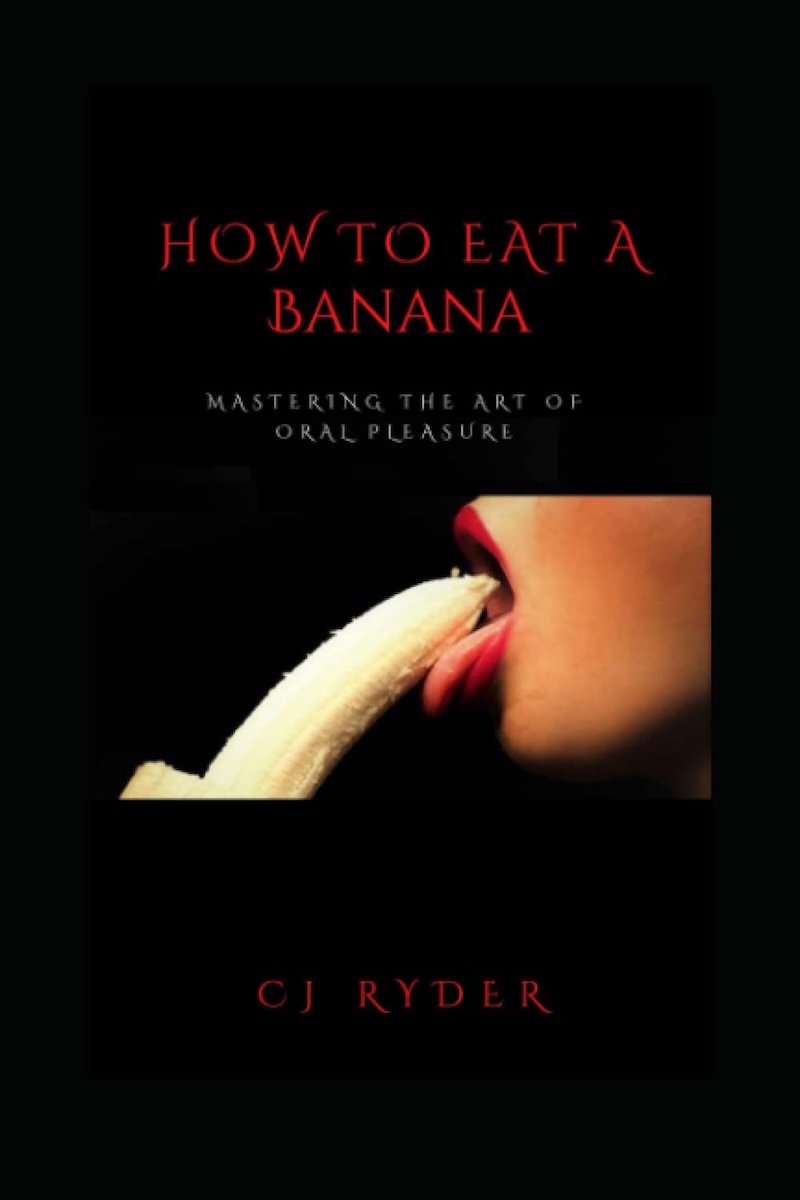 HOW TO EAT A
BANANA
MASTERING THE ART OF
ORAL PLEASURE
CJ RYDER